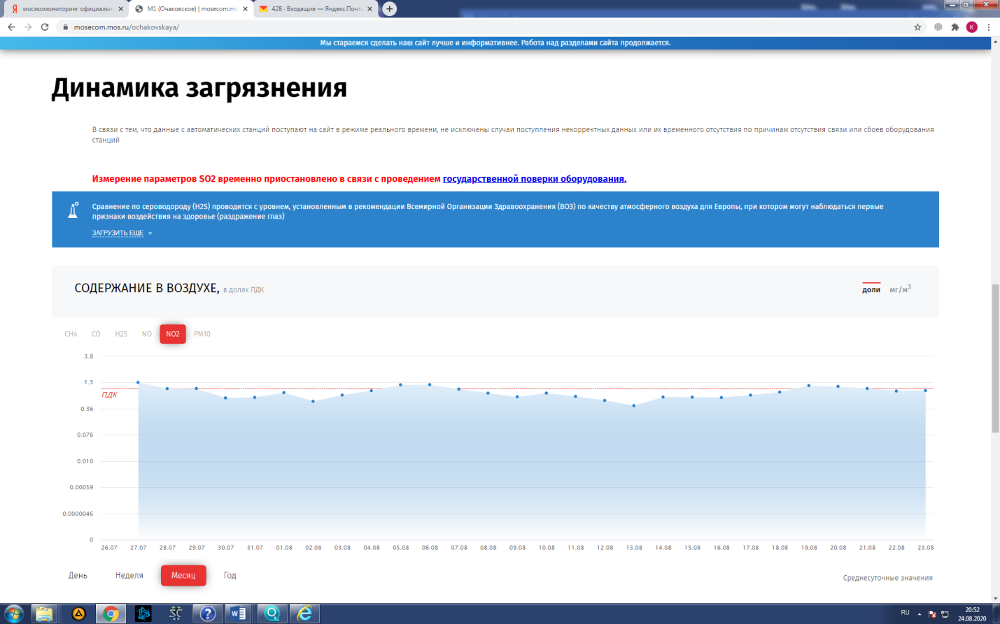 мосэкомониторинг официальн
М1 (Очаковское) | mosecom.mo
428 · Входящие — Яндекс.Почт
mosecom.mos.ru/ochakovskaya/
K
Мы стараемся сделать наш сайт лучше и информативнее. Работа над разделами сайта продолжается.
Динамика загрязнения
В связи с тем, что данные с автоматических станций поступают на сайт в режиме реального времени, не исключены случаи поступления некорректных данных или их временного отсутствия по причинам отсутствия связи или сбоев оборудования
станций
Измерение параметров SO2 временно приостановлено в связи с проведением государственной поверки оборудования.
Сравнение по сероводороду (H2S) проводится с уровнем, установленным в рекомендации Всемирной Организации Здравоохранения (ВОЗ) по качеству атмосферного воздуха для Европы, при котором могут наблюдаться первые
признаки воздействия на здоровье (раздражение глаз)
ЗАГРУЗИТЬ ЕЩЕ
СОДЕРЖАНИЕ В ВОЗДУХЕ, в долях ПДК
доли мг/м³
CH4 CO H2S NO NO2 PM10
3.8
1.3
ПДК
0.36
0.076
0.010
0.00059
0.0000046
0
26.07 27.07 28.07 29.07 30.07 31.07 01.08 02.08 03.08 04.08 05.08 06.08 07.08 08.08 09.08 10.08 11.08 12.08 13.08 14.08 15.08 16.08 17.08 18.08 19.08 20.08 21.08 22.08 23.08
День Неделя Месяц Год
Среднесуточные значения
RU
20:52
24.08.2020